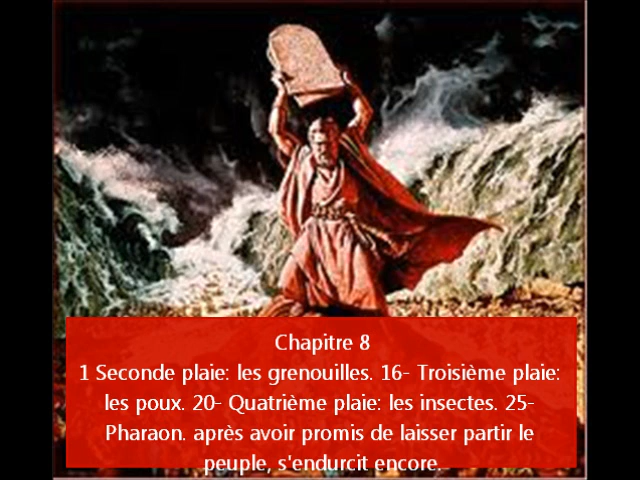 Chapitre 8
1 Seconde plaie: les grenouilles. 16- Troisième plaie:
les poux. 20- Quatrième plaie: les insectes. 25-
Pharaon. après avoir promis de laisser partir le
peuple, s'endurcit encore.